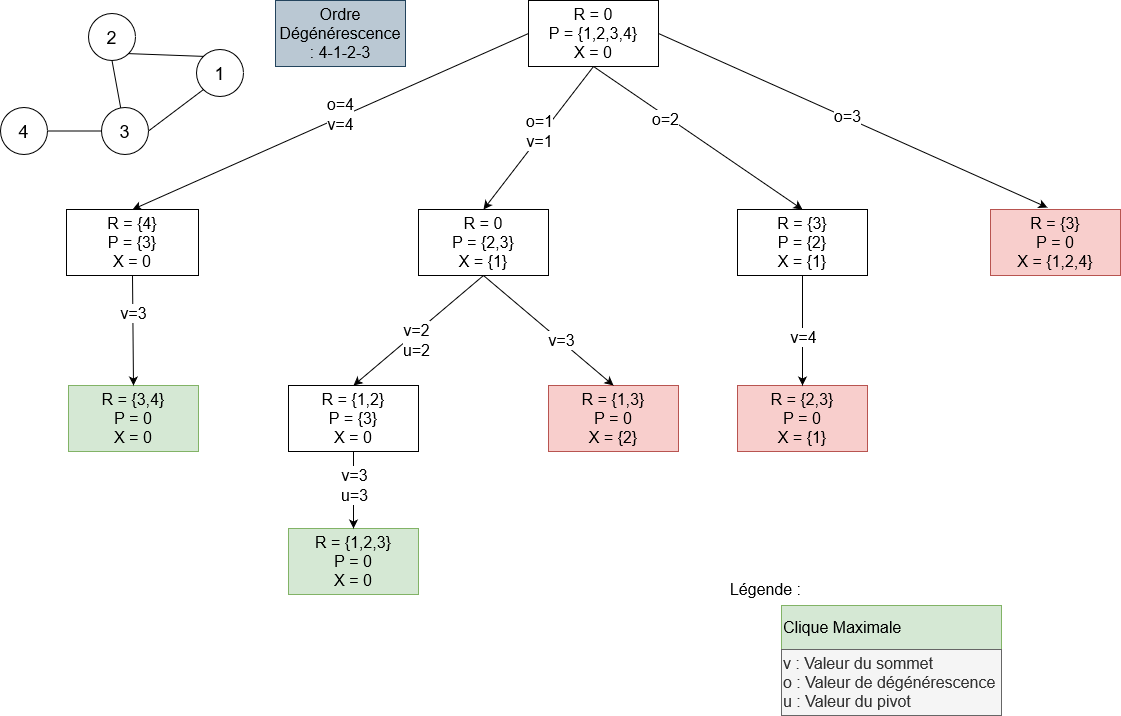 2
1
4
3
Ordre
Dégénérescence
: 4-1-2-3
R = 0
P = {1,2,3,4}
X = 0
o=4
v=4
o=1
v=1
o=2
o=3
R = {4}
P = {3}
X = 0
R = 0
P = {2,3}
X = {1}
R = {3}
P = {2}
X = {1}
R = {3}
P = 0
X = {1,2,4}
v=3
v=2
u=2
v=3
v=4
R = {3,4}
P = 0
X = 0
R = {1,2}
P = {3}
X = 0
R = {1,3}
P = 0
X = {2}
R = {2,3}
P = 0
X = {1}
v=3
u=3
R = {1,2,3}
P = 0
X = 0
Légende :
Clique Maximale
v : Valeur du sommet
o : Valeur de dégénérescence
u : Valeur du pivot